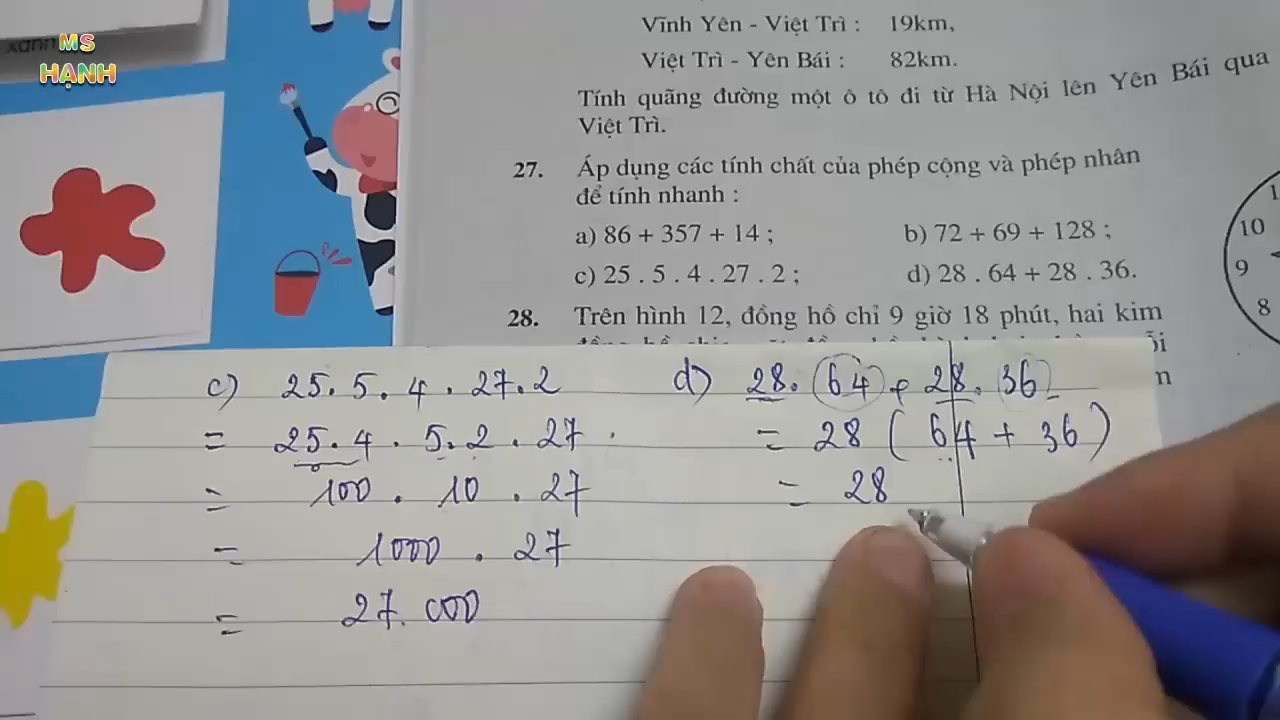 MS
HẠNH
Vĩnh Yên - Việt Trì : 19km,
Việt Trì - Yên Bái : 82km.
Tính quãng đường một ô tô đi từ Hà Nội lên Yên Bái qua
Việt Trì.
27. Áp dụng các tính chất của phép cộng và phép nhân
để tính nhanh :
a) 86 + 357 + 14 ; b) 72 + 69 + 128 ;
c) 25 . 5 . 4 . 27 . 2 ; d) 28 . 64 + 28 . 36.
28. Trên hình 12, đồng hồ chỉ 9 giờ 18 phút, hai kim
10
9
8
c) 25 . 5 . 4 . 27 . 2
= 25 . 4 . 5 . 2 . 27
= 100 . 10 . 27
= 1000 . 27
= 27.000
d) 28 . (64) + 28 . 36
= 28 ( 64 + 36 )
= 28